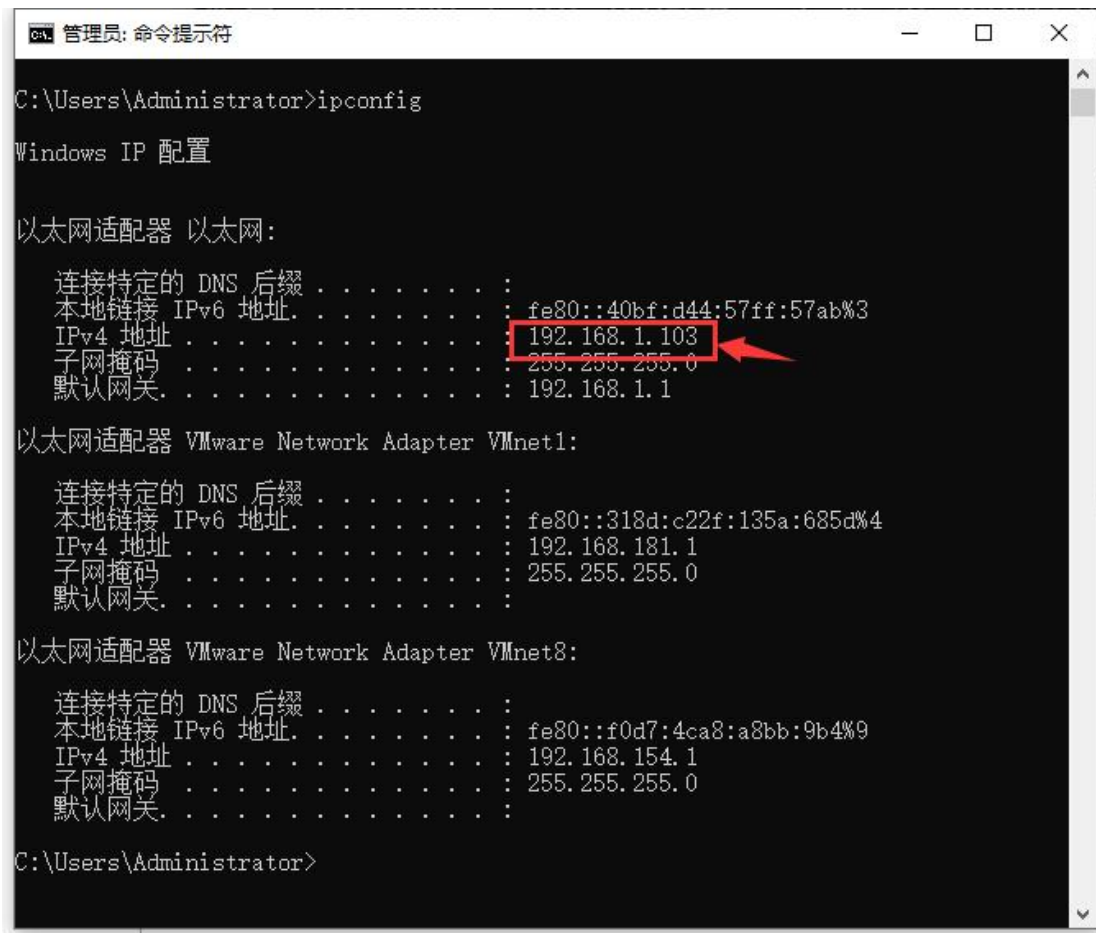 管理员: 命令提示符
C:\Users\Administrator>ipconfig
Windows IP 配置
以太网适配器 以太网:
连接特定的 DNS 后缀 . . . . . . . :
本地链接 IPv6 地址. . . . . . . . : fe80::40bf:d44:57ff:57ab%3
IPv4 地址 . . . . . . . . . . . . : 192.168.1.103
子网掩码 . . . . . . . . . . . . : 255.255.255.0
默认网关. . . . . . . . . . . . . : 192.168.1.1
以太网适配器 VMware Network Adapter VMnet1:
连接特定的 DNS 后缀 . . . . . . . :
本地链接 IPv6 地址. . . . . . . . : fe80::318d:c22f:135a:685d%4
IPv4 地址 . . . . . . . . . . . . : 192.168.181.1
子网掩码 . . . . . . . . . . . . : 255.255.255.0
默认网关. . . . . . . . . . . . . :
以太网适配器 VMware Network Adapter VMnet8:
连接特定的 DNS 后缀 . . . . . . . :
本地链接 IPv6 地址. . . . . . . . : fe80::f0d7:4ca8:a8bb:9b4%9
IPv4 地址 . . . . . . . . . . . . : 192.168.154.1
子网掩码 . . . . . . . . . . . . : 255.255.255.0
默认网关. . . . . . . . . . . . . :
C:\Users\Administrator>